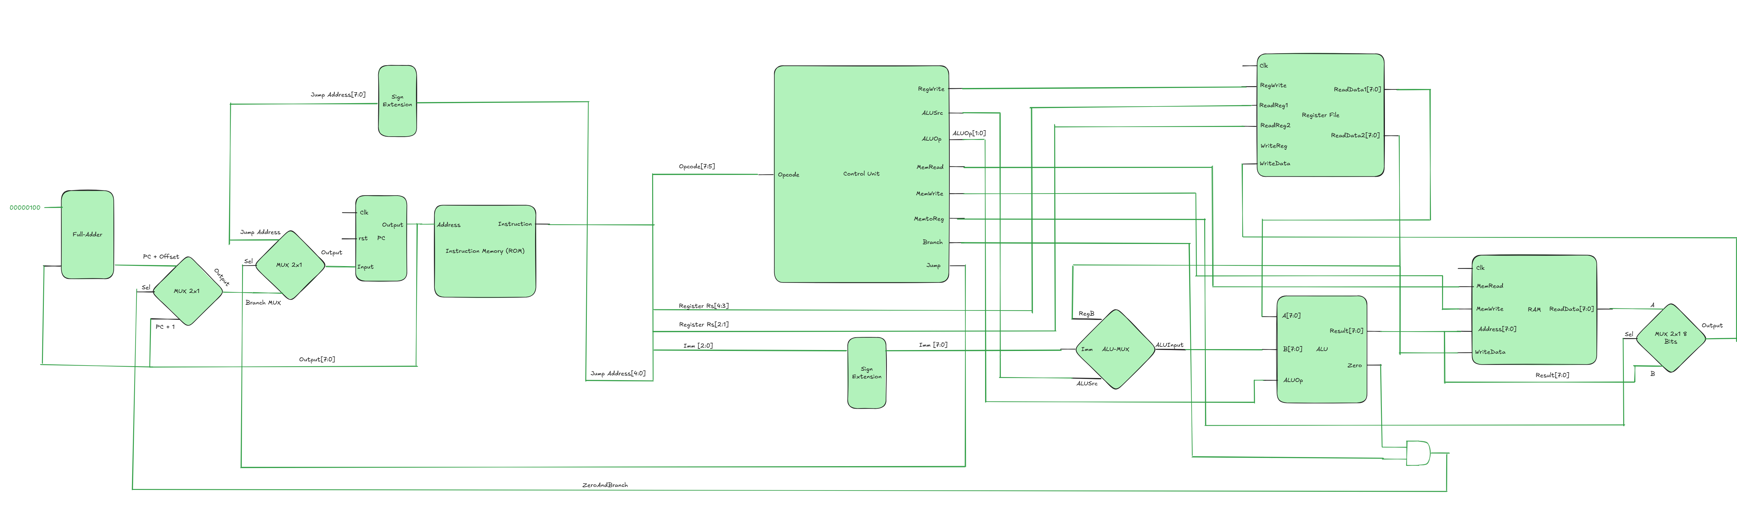 00000100
Full-Adder
PC + Offset
Sel
MUX 2x1
PC + 1
Output
Branch MUX
Jump Address[7:0]
Sign
Extension
Jump Address
Sel
MUX 2x1
Output
Clk
rst
PC
Output
Input
Output[7:0]
Address
Instruction
Instruction Memory (ROM)
Jump Address[4:0]
Opcode[7:5]
Register Rs[4:3]
Register Rs[2:1]
Imm [2:0]
Sign
Extension
Imm [7:0]
Opcode
Control Unit
RegWrite
ALUSrc
ALUOp
ALUOp[1:0]
MemRead
MemWrite
MemtoReg
Branch
Jump
RegB
Imm
ALU-MUX
ALUInput
ALUSrc
Clk
RegWrite
ReadReg1
ReadReg2
WriteReg
WriteData
Register File
ReadData1[7:0]
ReadData2[7:0]
A[7:0]
B[7:0]
ALUOp
ALU
Result[7:0]
Zero
Clk
MemRead
MemWrite
Address[7:0]
WriteData
RAM
ReadData[7:0]
Result[7:0]
A
Sel
MUX 2x1 8
Bits
Output
B
ZeroAndBranch